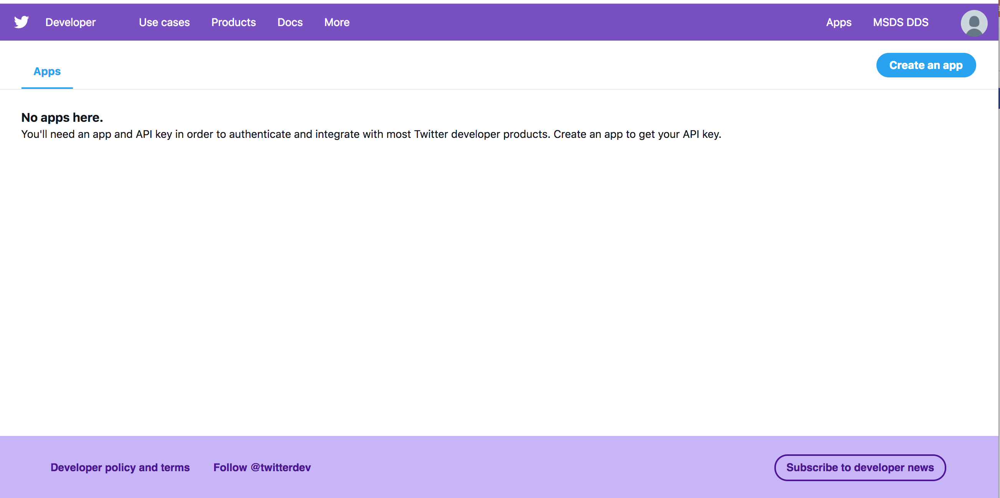 Developer Use cases Products Docs More Apps MSDS DDS
Apps Create an app
No apps here.
You'll need an app and API key in order to authenticate and integrate with most Twitter developer products. Create an app to get your API key.
Developer policy and terms Follow @twitterdev Subscribe to developer news